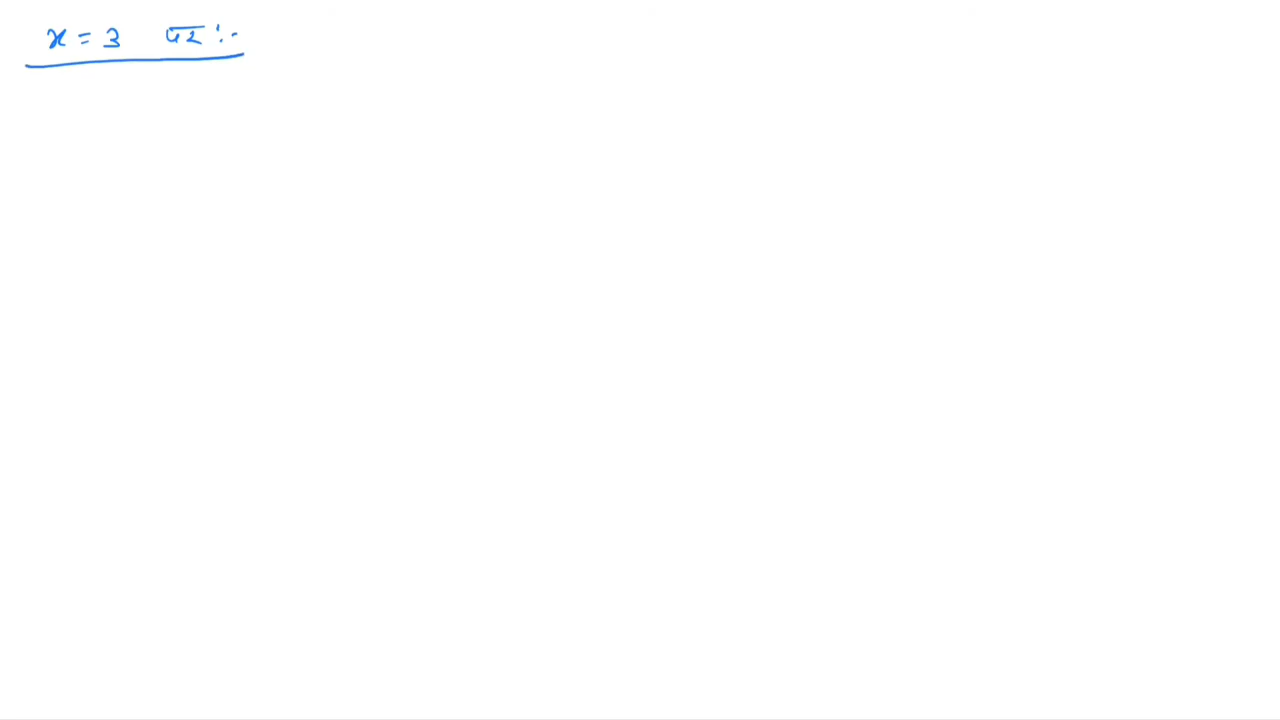 x = 3 पर :-